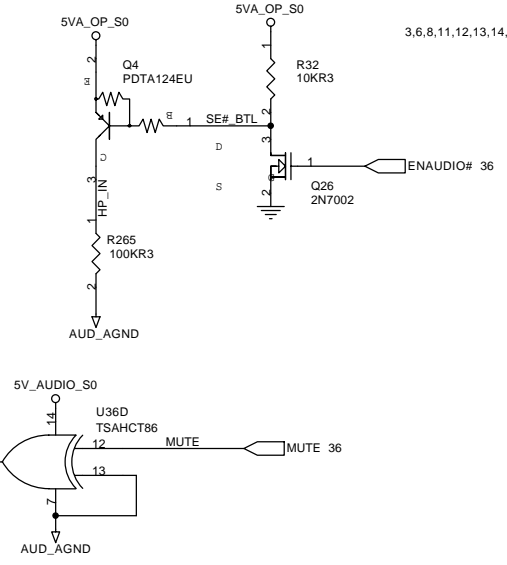 5VA_OP_S0
5VA_OP_S0
3,6,8,11,12,13,14,
2
E
Q4
PDTA124EU
1
R32
10KR3
2
B
1
SE#_BTL
3
D
C
3
HP_IN
S
G
1
ENAUDIO# 36
2
Q26
2N7002
1
R265
100KR3
2
AUD_AGND
5V_AUDIO_S0
14
U36D
TSAHCT86
12
MUTE
MUTE 36
13
7
AUD_AGND